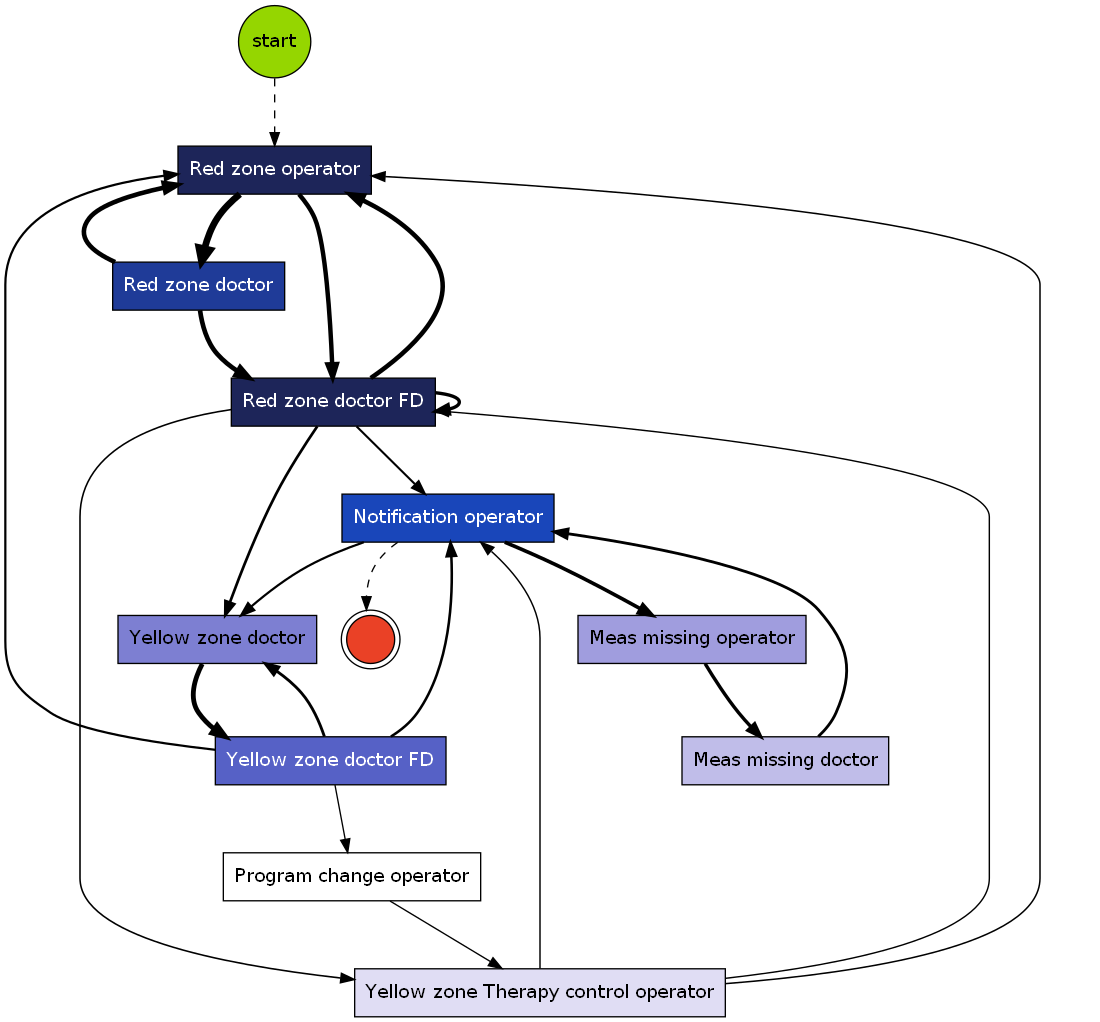 start
Red zone operator
Red zone doctor
Red zone doctor FD
Notification operator
Yellow zone doctor
Meas missing operator
Yellow zone doctor FD
Meas missing doctor
Program change operator
Yellow zone Therapy control operator